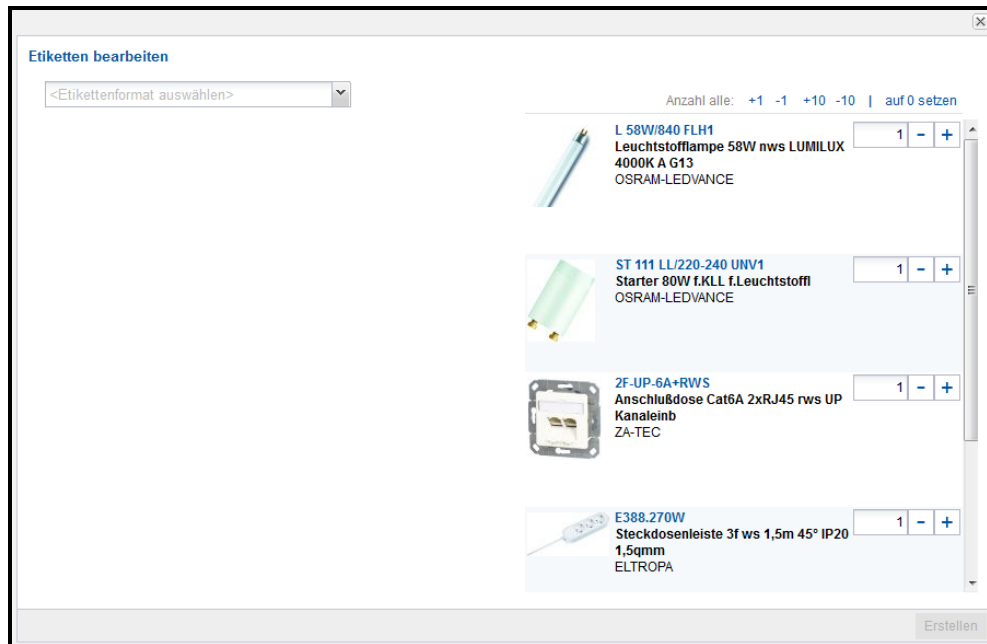 Etiketten bearbeiten
<Etikettenformat auswählen>
Anzahl alle: +1 -1 +10 -10 | auf 0 setzen
L 58W/840 FLH1
1 - +
Leuchtstofflampe 58W nws LUMILUX
4000K A G13
OSRAM-LEDVANCE
ST 111 LL/220-240 UNV1
1 - +
Starter 80W f.KLL f.Leuchtstoffl
OSRAM-LEDVANCE
2F-UP-6A+RWS
1 - +
Anschlußdose Cat6A 2xRJ45 rws UP
Kanaleinb
ZA-TEC
E388.270W
1 - +
Steckdosenleiste 3f ws 1,5m 45° IP20
1,5qmm
ELTROPA
Erstellen